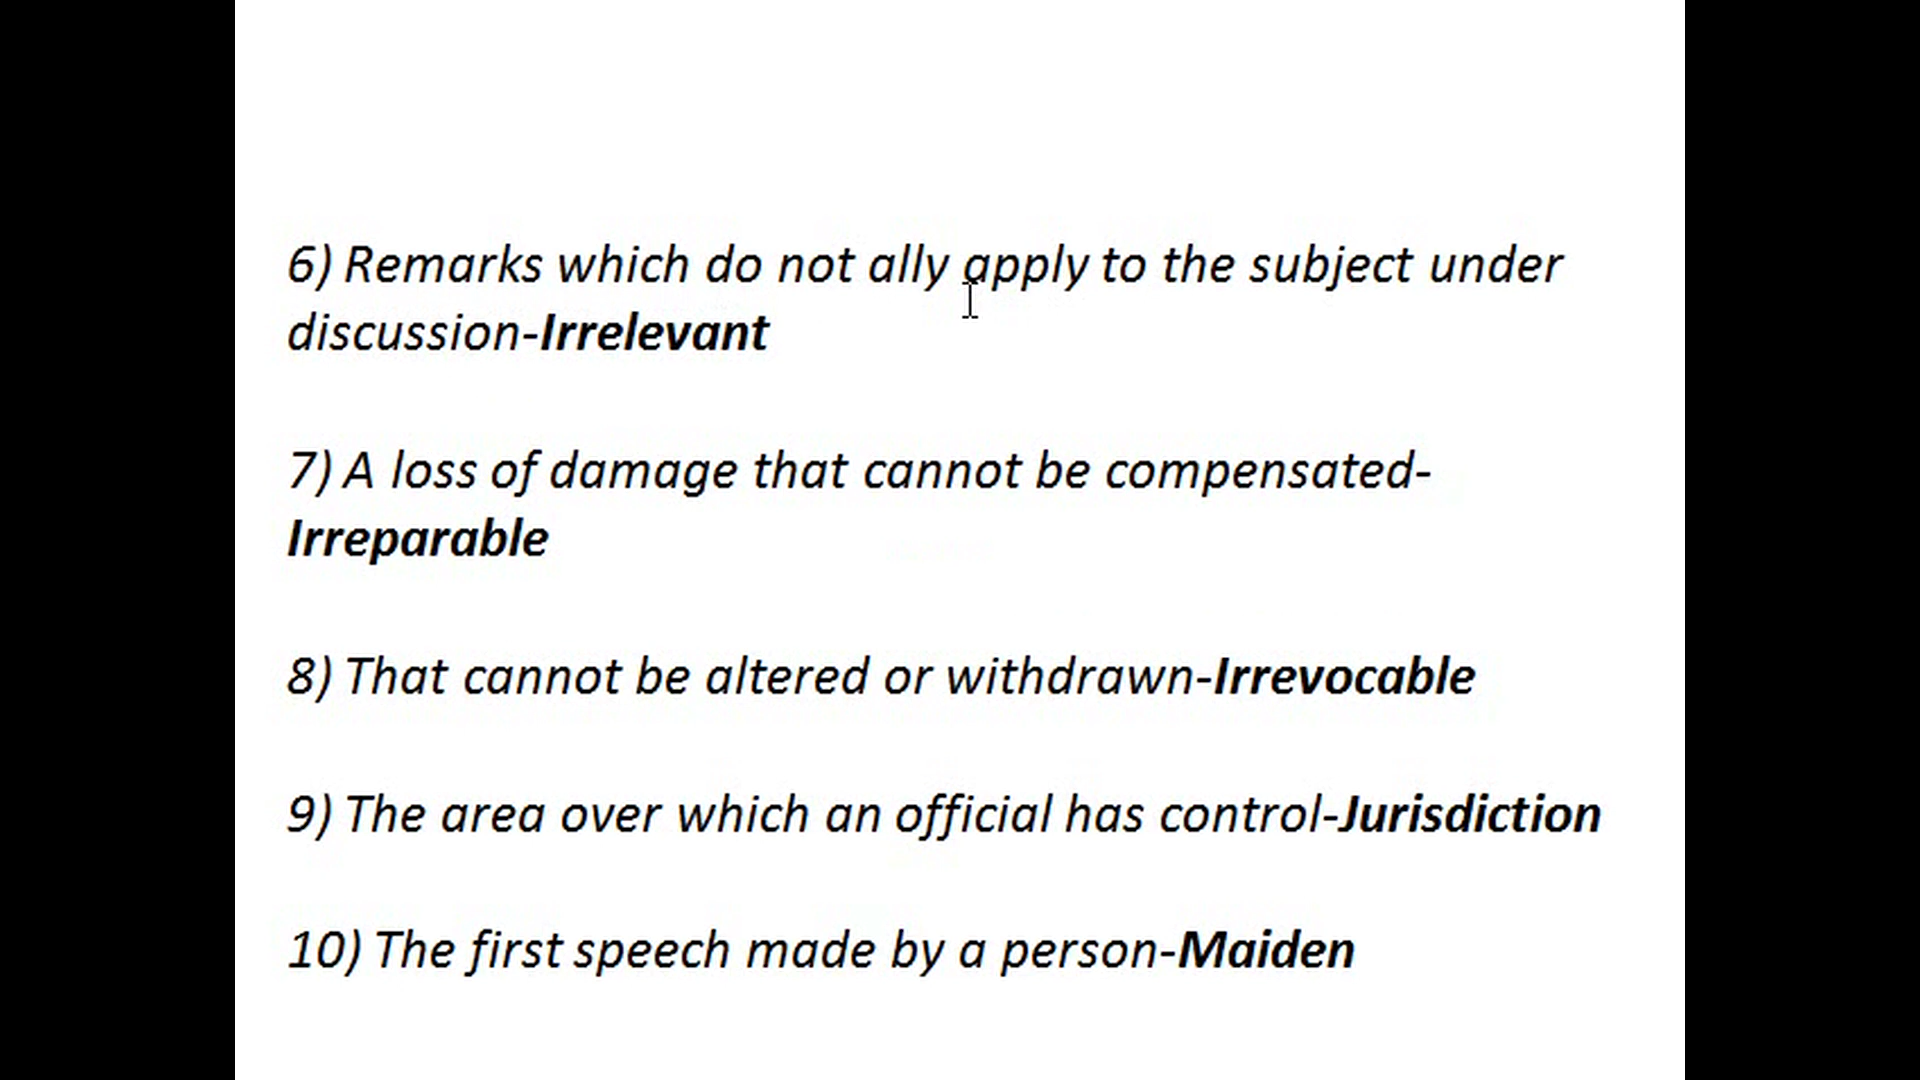 6) Remarks which do not ally apply to the subject under
discussion-Irrelevant
7) A loss of damage that cannot be compensated-
Irreparable
8) That cannot be altered or withdrawn-Irrevocable
9) The area over which an official has control-Jurisdiction
10) The first speech made by a person-Maiden